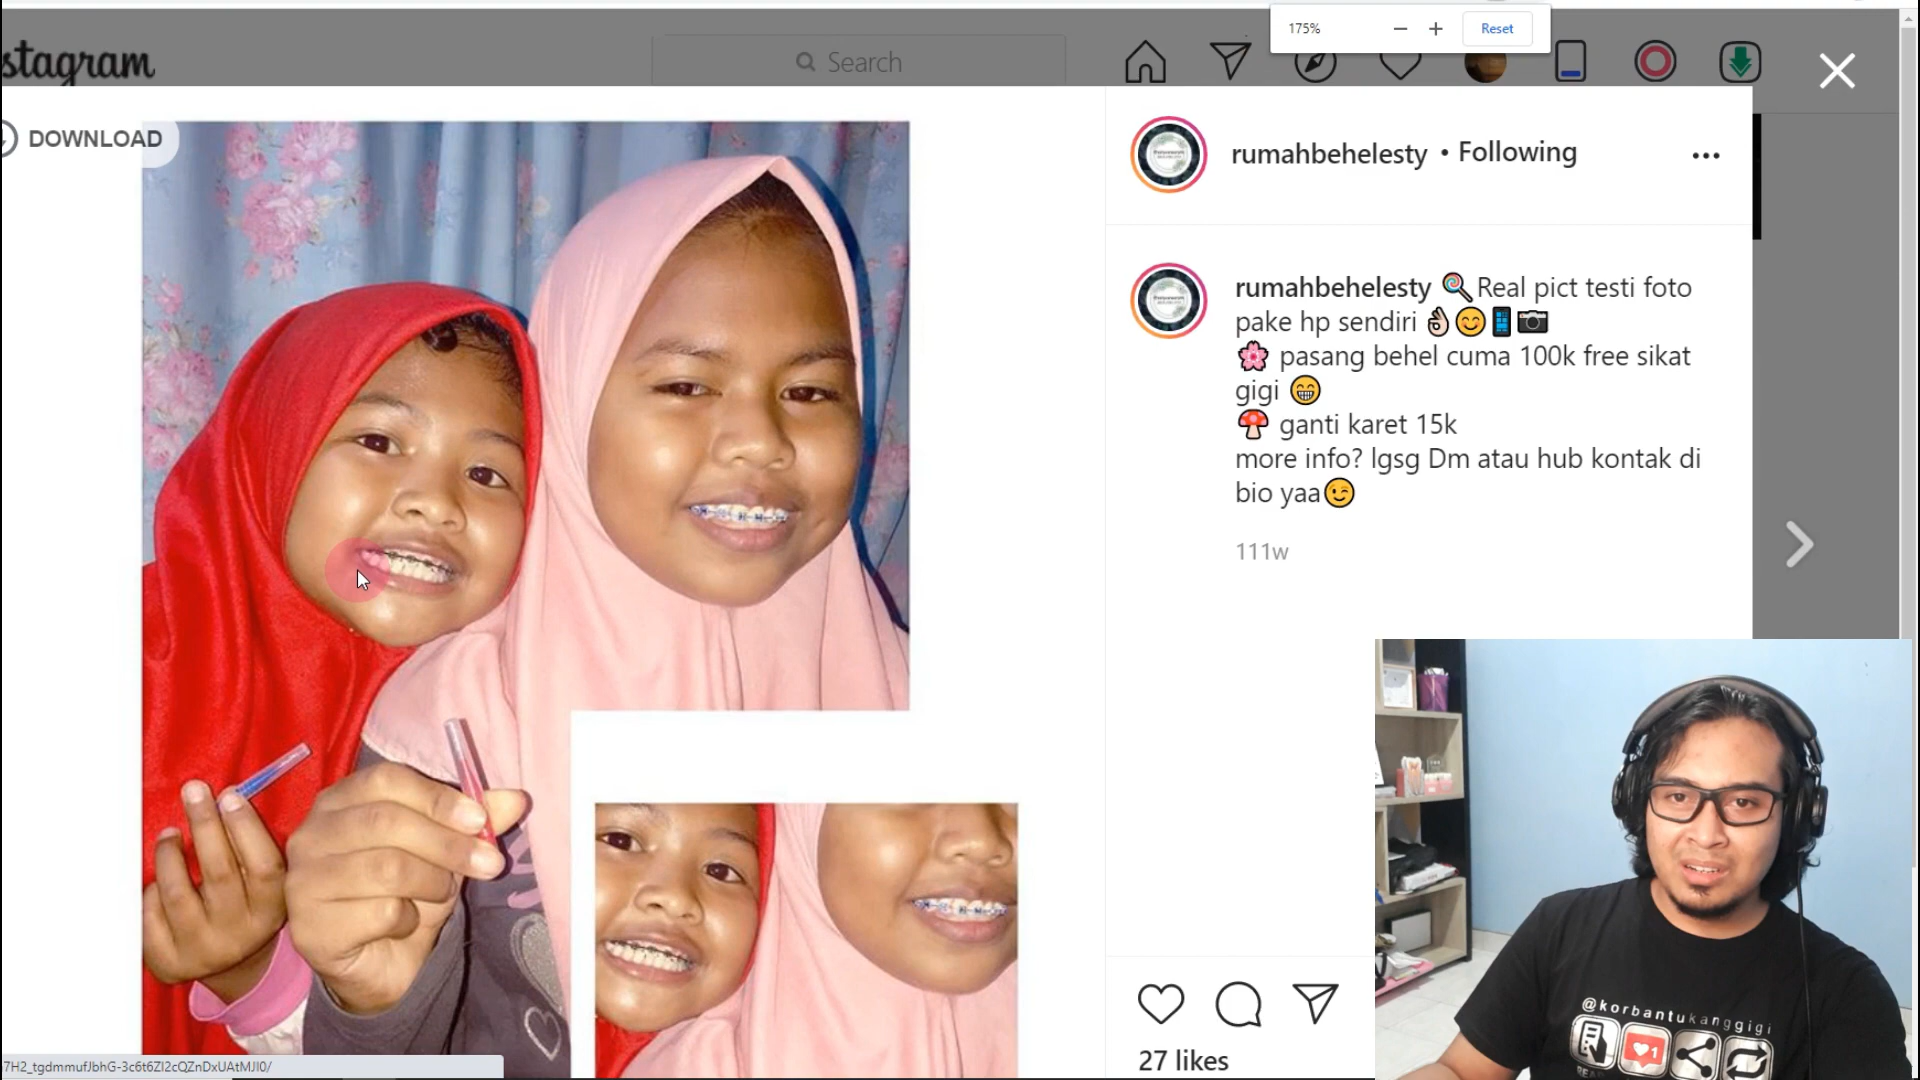 stagram
Search
175%
Reset
DOWNLOAD
rumahbehelesty • Following
rumahbehelesty 🍭Real pict testi foto
pake hp sendiri👌🏻😊📱📷
🌸 pasang behel cuma 100k free sikat
gigi 😁
🍄 ganti karet 15k
more info? lgsg Dm atau hub kontak di
bio yaa😉
111w
27 likes
@korbantukanggigi
1